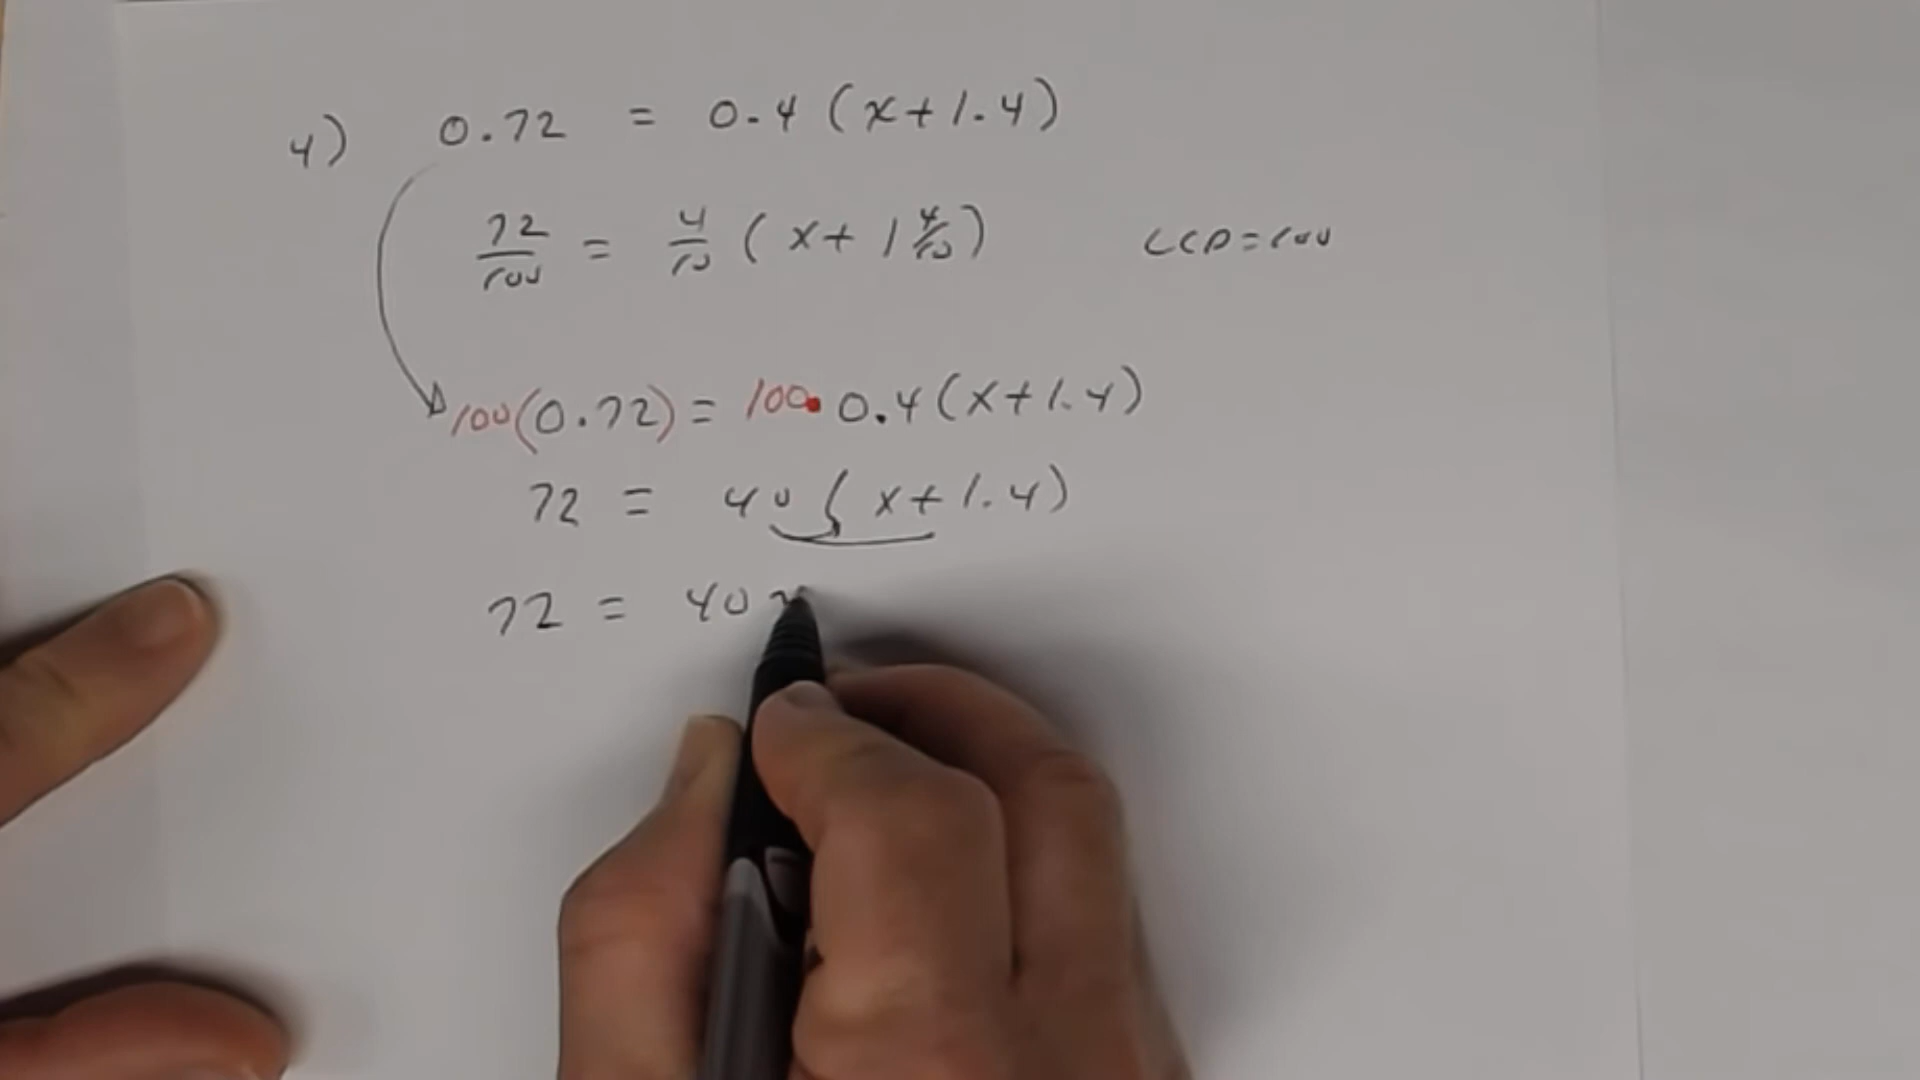 4) 0.72 = 0.4 (x+1.4)
72/100 = 4/10 (x+ 1 4/10) LCD=100
100(0.72) = 100• 0.4(x+1.4)
72 = 40(x+1.4)
72 = 40x